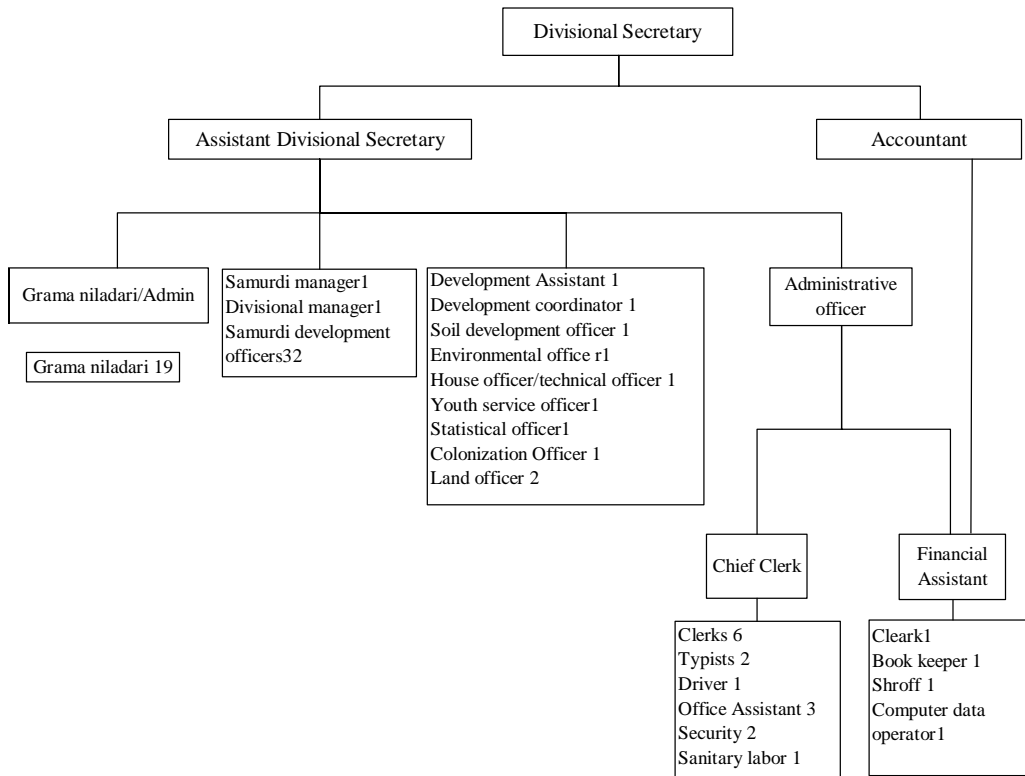 Divisional Secretary
Assistant Divisional Secretary
Accountant
Grama niladari/Admin
Grama niladari 19
Samurdi manager1
Divisional manager1
Samurdi development
officers32
Development Assistant 1
Development coordinator 1
Soil development officer 1
Environmental office r1
House officer/technical officer 1
Youth service officer1
Statistical officer1
Colonization Officer 1
Land officer 2
Administrative
officer
Chief Clerk
Financial
Assistant
Clerks 6
Typists 2
Driver 1
Office Assistant 3
Security 2
Sanitary labor 1
Cleark1
Book keeper 1
Shroff 1
Computer data
operator1